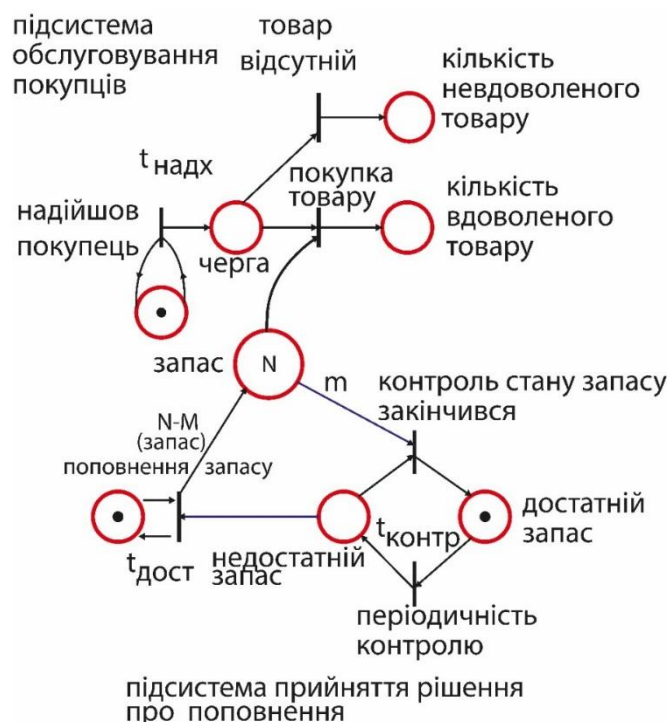 підсистема
обслуговування
покупців
товар
відсутній
кількість
невдоволеного
товару
t надх
покупка
товару
кількість
вдоволеного
товару
надійшов
покупець
черга
запас
N
m
контроль стану запасу
закінчився
N-M
(запас)
поповнення запасу
достатній
запас
t контр
t дост
недостатній
запас
періодичність
контролю
підсистема прийняття рішення
про поповнення